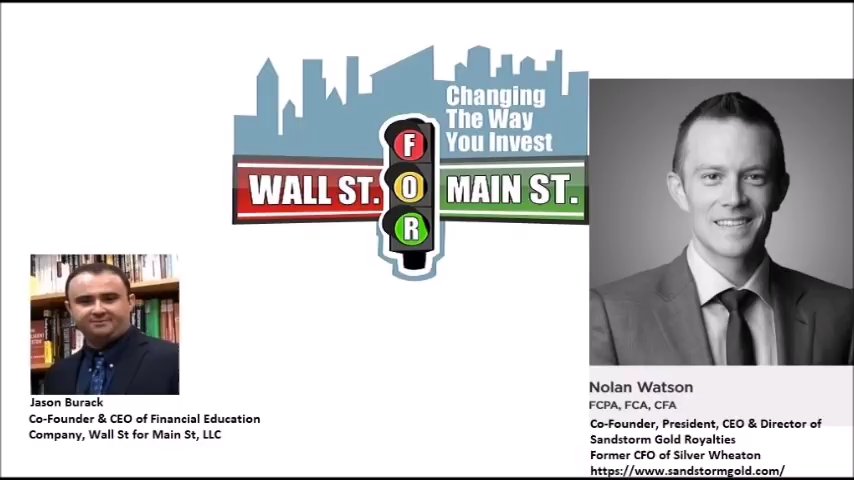 Changing
The Way
You Invest
WALL ST. FOR MAIN ST.
Jason Burack
Co-Founder & CEO of Financial Education
Company, Wall St for Main St, LLC
Nolan Watson
FCPA, FCA, CFA
Co-Founder, President, CEO & Director of
Sandstorm Gold Royalties
Former CFO of Silver Wheaton
https://www.sandstormgold.com/